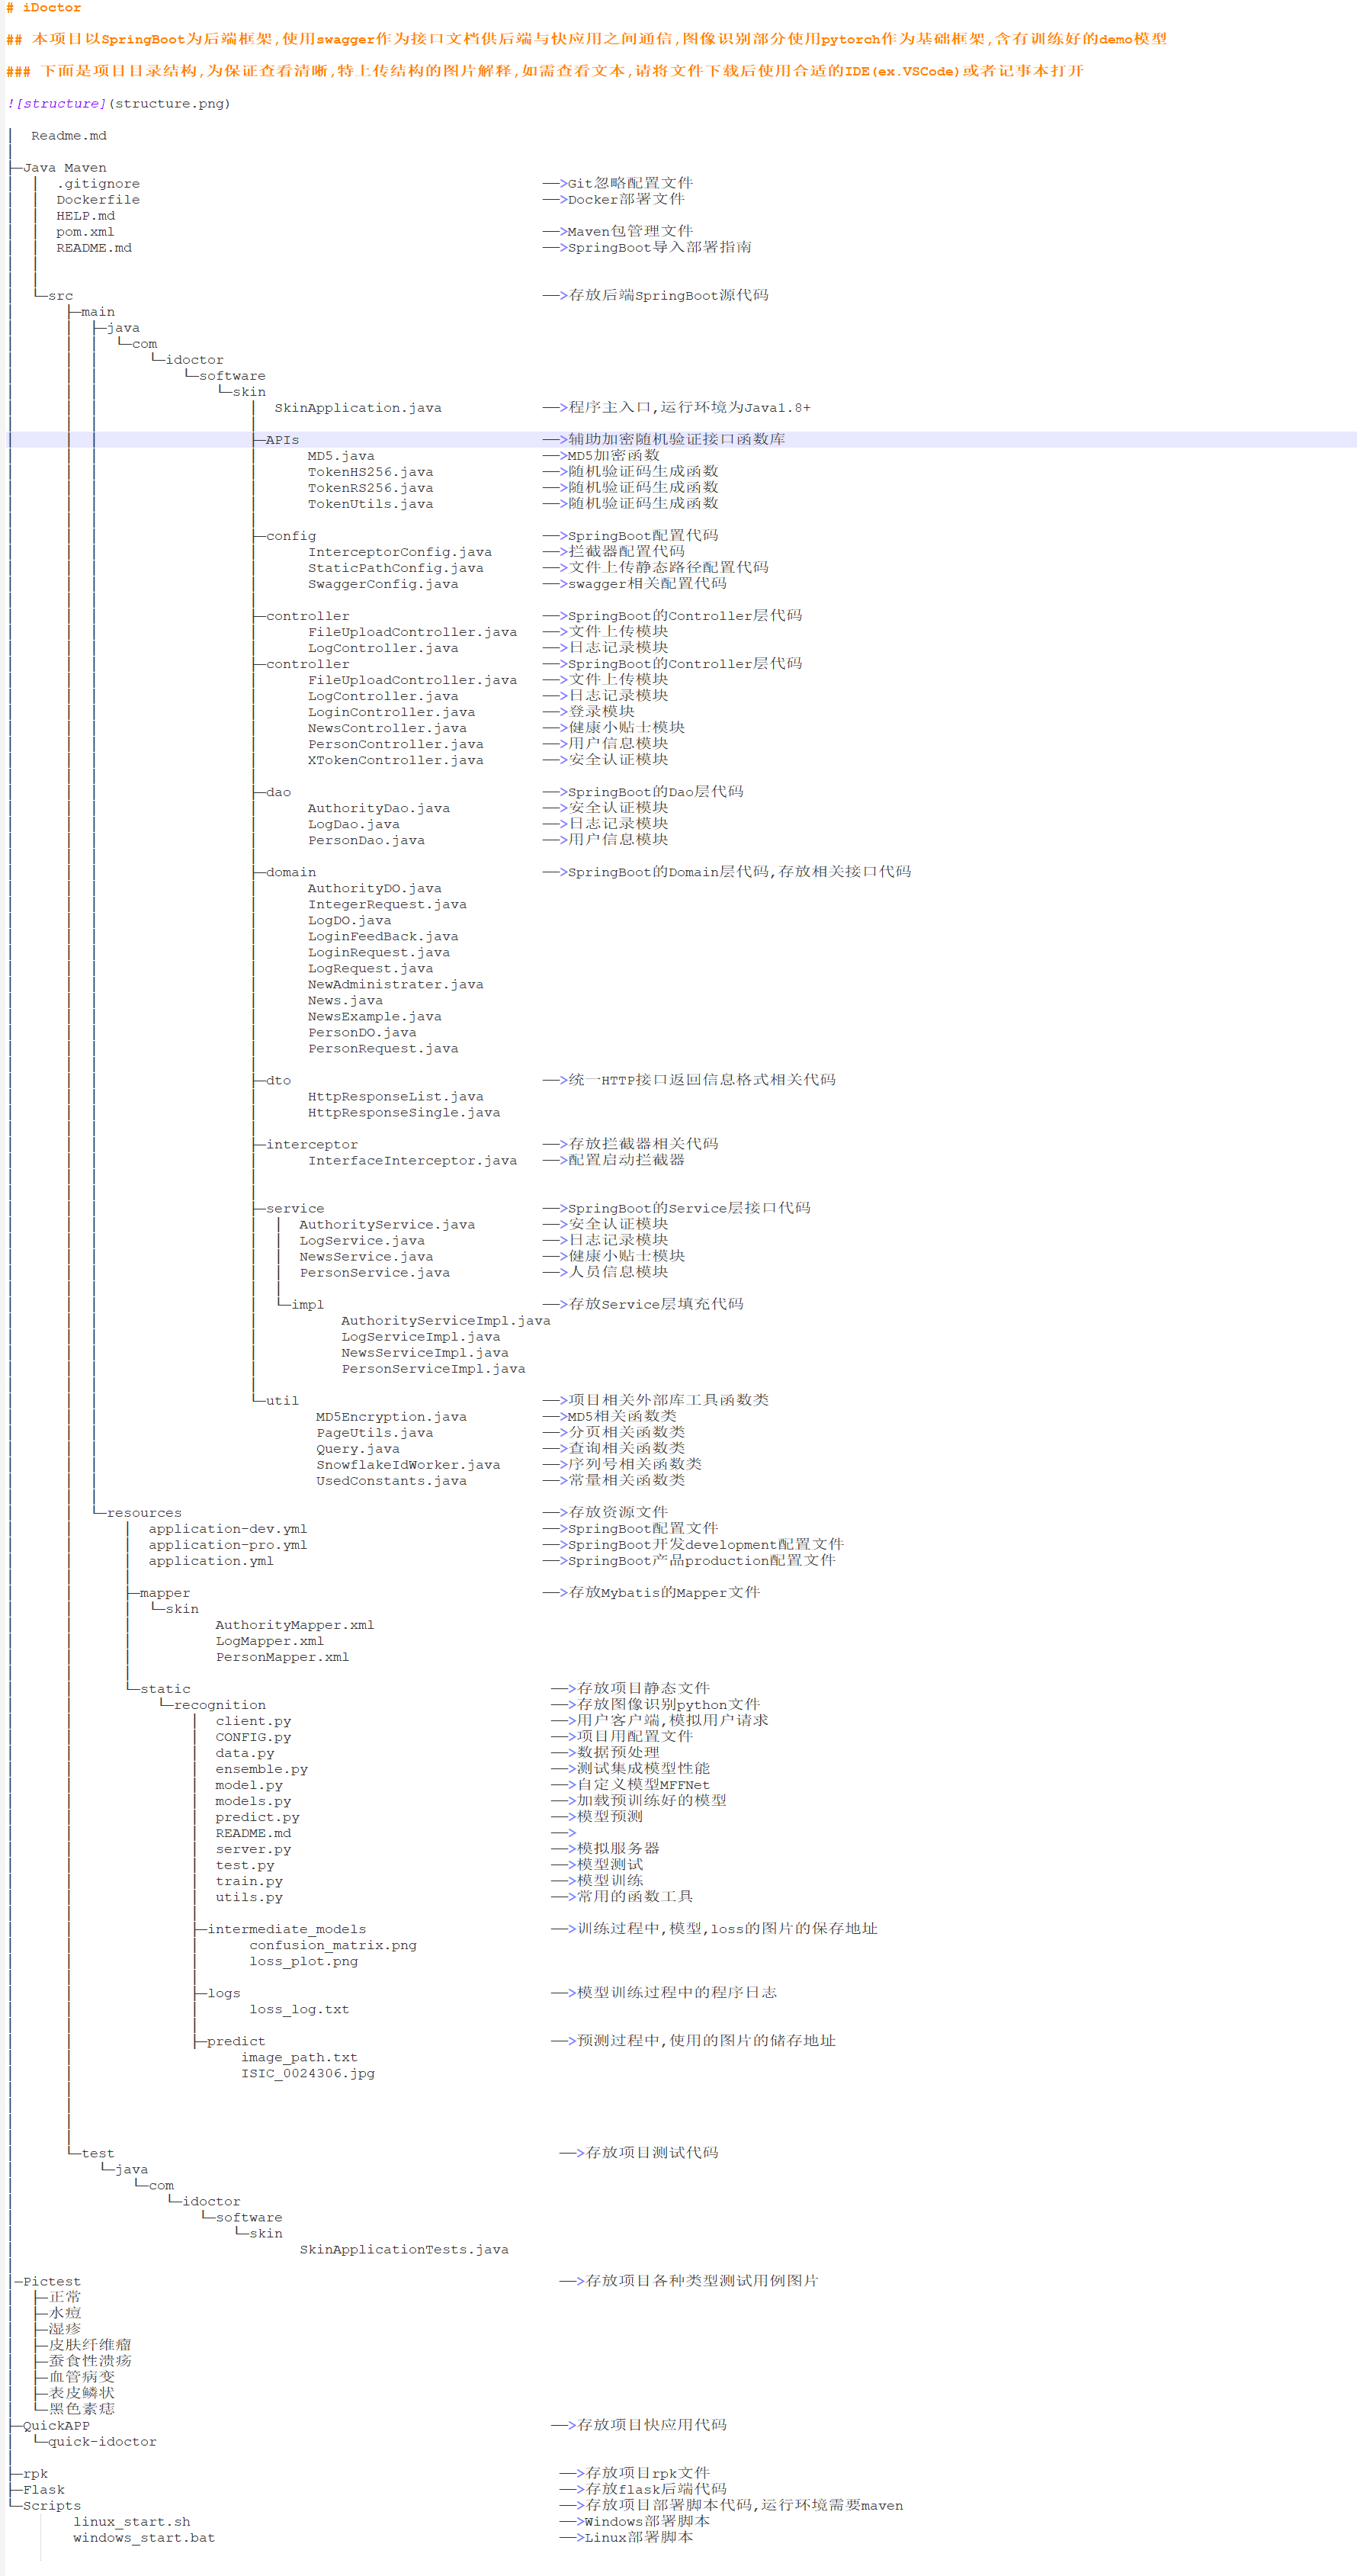 # iDoctor
## 本项目以SpringBoot为后端框架,使用swagger作为接口文档供后端与快应用之间通信,图像识别部分使用pytorch作为基础框架,含有训练好的demo模型
### 下面是项目目录结构,为保证查看清晰,特上传结构的图片解释,如需查看文本,请将文件下载后使用合适的IDE(ex.VSCode)或者记事本打开
![structure](structure.png)
│  Readme.md
│
├─Java Maven
│  │  .gitignore —>Git忽略配置文件
│  │  Dockerfile —>Docker部署文件
│  │  HELP.md
│  │  pom.xml —>Maven包管理文件
│  │  README.md —>SpringBoot导入部署指南
│  │
│  │
│  └─src —>存放后端SpringBoot源代码
│      ├─main
│      │  ├─java
│      │  │  └─com
│      │  │      └─idoctor
│      │  │          └─software
│      │  │              └─skin
│      │  │                  │  SkinApplication.java —>程序主入口,运行环境为Java1.8+
│      │  │                  │
│      │  │                  ├─APIs —>辅助加密随机验证接口函数库
│      │  │                  │      MD5.java —>MD5加密函数
│      │  │                  │      TokenHS256.java —>随机验证码生成函数
│      │  │                  │      TokenRS256.java —>随机验证码生成函数
│      │  │                  │      TokenUtils.java —>随机验证码生成函数
│      │  │                  │
│      │  │                  ├─config —>SpringBoot配置代码
│      │  │                  │      InterceptorConfig.java —>拦截器配置代码
│      │  │                  │      StaticPathConfig.java —>文件上传静态路径配置代码
│      │  │                  │      SwaggerConfig.java —>swagger相关配置代码
│      │  │                  │
│      │  │                  ├─controller —>SpringBoot的Controller层代码
│      │  │                  │      FileUploadController.java —>文件上传模块
│      │  │                  │      LogController.java —>日志记录模块
│      │  │                  ├─controller —>SpringBoot的Controller层代码
│      │  │                  │      FileUploadController.java —>文件上传模块
│      │  │                  │      LogController.java —>日志记录模块
│      │  │                  │      LoginController.java —>登录模块
│      │  │                  │      NewsController.java —>健康小贴士模块
│      │  │                  │      PersonController.java —>用户信息模块
│      │  │                  │      XTokenController.java —>安全认证模块
│      │  │                  │
│      │  │                  ├─dao —>SpringBoot的Dao层代码
│      │  │                  │      AuthorityDao.java —>安全认证模块
│      │  │                  │      LogDao.java —>日志记录模块
│      │  │                  │      PersonDao.java —>用户信息模块
│      │  │                  │
│      │  │                  ├─domain —>SpringBoot的Domain层代码,存放相关接口代码
│      │  │                  │      AuthorityDO.java
│      │  │                  │      IntegerRequest.java
│      │  │                  │      LogDO.java
│      │  │                  │      LoginFeedBack.java
│      │  │                  │      LoginRequest.java
│      │  │                  │      LogRequest.java
│      │  │                  │      NewAdministrater.java
│      │  │                  │      News.java
│      │  │                  │      NewsExample.java
│      │  │                  │      PersonDO.java
│      │  │                  │      PersonRequest.java
│      │  │                  │
│      │  │                  ├─dto —>统一HTTP接口返回信息格式相关代码
│      │  │                  │      HttpResponseList.java
│      │  │                  │      HttpResponseSingle.java
│      │  │                  │
│      │  │                  ├─interceptor —>存放拦截器相关代码
│      │  │                  │      InterfaceInterceptor.java —>配置启动拦截器
│      │  │                  │
│      │  │                  │
│      │  │                  ├─service —>SpringBoot的Service层接口代码
│      │  │                  │  │  AuthorityService.java —>安全认证模块
│      │  │                  │  │  LogService.java —>日志记录模块
│      │  │                  │  │  NewsService.java —>健康小贴士模块
│      │  │                  │  │  PersonService.java —>人员信息模块
│      │  │                  │  │
│      │  │                  │  └─impl —>存放Service层填充代码
│      │  │                  │          AuthorityServiceImpl.java
│      │  │                  │          LogServiceImpl.java
│      │  │                  │          NewsServiceImpl.java
│      │  │                  │          PersonServiceImpl.java
│      │  │                  │
│      │  │                  └─util —>项目相关外部库工具函数类
│      │  │                          MD5Encryption.java —>MD5相关函数类
│      │  │                          PageUtils.java —>分页相关函数类
│      │  │                          Query.java —>查询相关函数类
│      │  │                          SnowflakeIdWorker.java —>序列号相关函数类
│      │  │                          UsedConstants.java —>常量相关函数类
│      │  │
│      │  └─resources —>存放资源文件
│      │      │  application-dev.yml —>SpringBoot配置文件
│      │      │  application-pro.yml —>SpringBoot开发development配置文件
│      │      │  application.yml —>SpringBoot产品production配置文件
│      │      │
│      │      ├─mapper —>存放Mybatis的Mapper文件
│      │      │  └─skin
│      │      │          AuthorityMapper.xml
│      │      │          LogMapper.xml
│      │      │          PersonMapper.xml
│      │      │
│      │      └─static —>存放项目静态文件
│      │          └─recognition —>存放图像识别python文件
│      │              │  client.py —>用户客户端,模拟用户请求
│      │              │  CONFIG.py —>项目用配置文件
│      │              │  data.py —>数据预处理
│      │              │  ensemble.py —>测试集成模型性能
│      │              │  model.py —>自定义模型MFFNet
│      │              │  models.py —>加载预训练好的模型
│      │              │  predict.py —>模型预测
│      │              │  README.md —>
│      │              │  server.py —>模拟服务器
│      │              │  test.py —>模型测试
│      │              │  train.py —>模型训练
│      │              │  utils.py —>常用的函数工具
│      │              │
│      │              ├─intermediate_models —>训练过程中,模型,loss的图片的保存地址
│      │              │      confusion_matrix.png
│      │              │      loss_plot.png
│      │              │
│      │              ├─logs —>模型训练过程中的程序日志
│      │              │      loss_log.txt
│      │              │
│      │              ├─predict —>预测过程中,使用的图片的储存地址
│      │                    image_path.txt
│      │                    ISIC_0024306.jpg
│      │
│      │
│      │
│      │
│      └─test —>存放项目测试代码
│          └─java
│              └─com
│                  └─idoctor
│                      └─software
│                          └─skin
│                                  SkinApplicationTests.java
│
│─Pictest —>存放项目各种类型测试用例图片
│  ├─正常
│  ├─水痘
│  ├─湿疹
│  ├─皮肤纤维瘤
│  ├─蚕食性溃疡
│  ├─血管病变
│  ├─表皮鳞状
│  └─黑色素痣
├─QuickAPP —>存放项目快应用代码
│  └─quick-idoctor
│
├─rpk —>存放项目rpk文件
├─Flask —>存放flask后端代码
└─Scripts —>存放项目部署脚本代码,运行环境需要maven
        linux_start.sh —>Windows部署脚本
        windows_start.bat —>Linux部署脚本